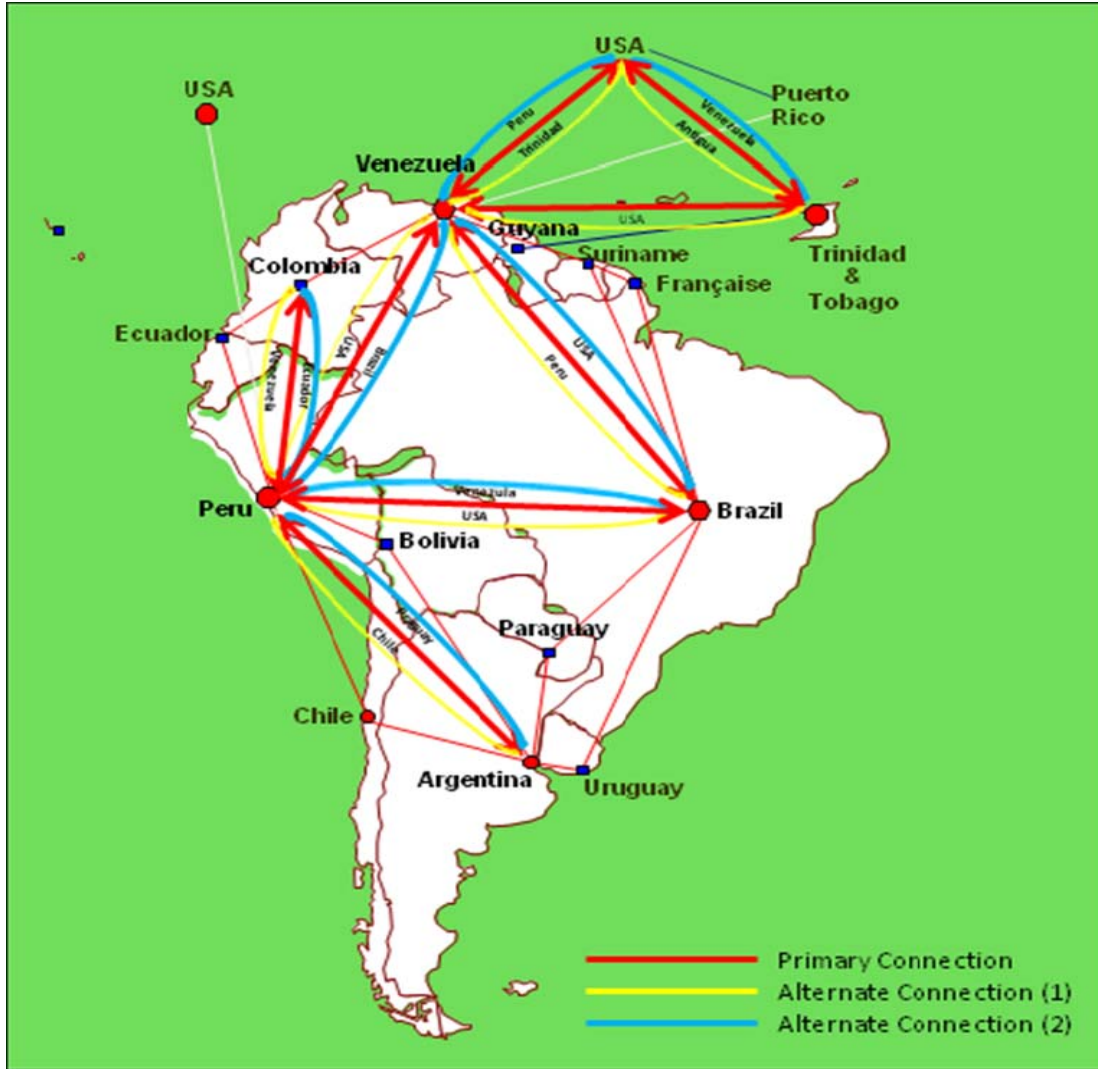 USA
USA
Puerto
Rico
Peru
Trinidad
Venezuela
Antigua
Venezuela
USA
Guyana
Suriname
Française
Trinidad
&
Tobago
Colombia
Ecuador
Venezuela
Ecuador
USA
Brazil
USA
Peru
Peru
Venezula
USA
Brazil
Bolivia
Paraguay
Chile
Chile
Argentina
Uruguay
Primary Connection
Alternate Connection (1)
Alternate Connection (2)